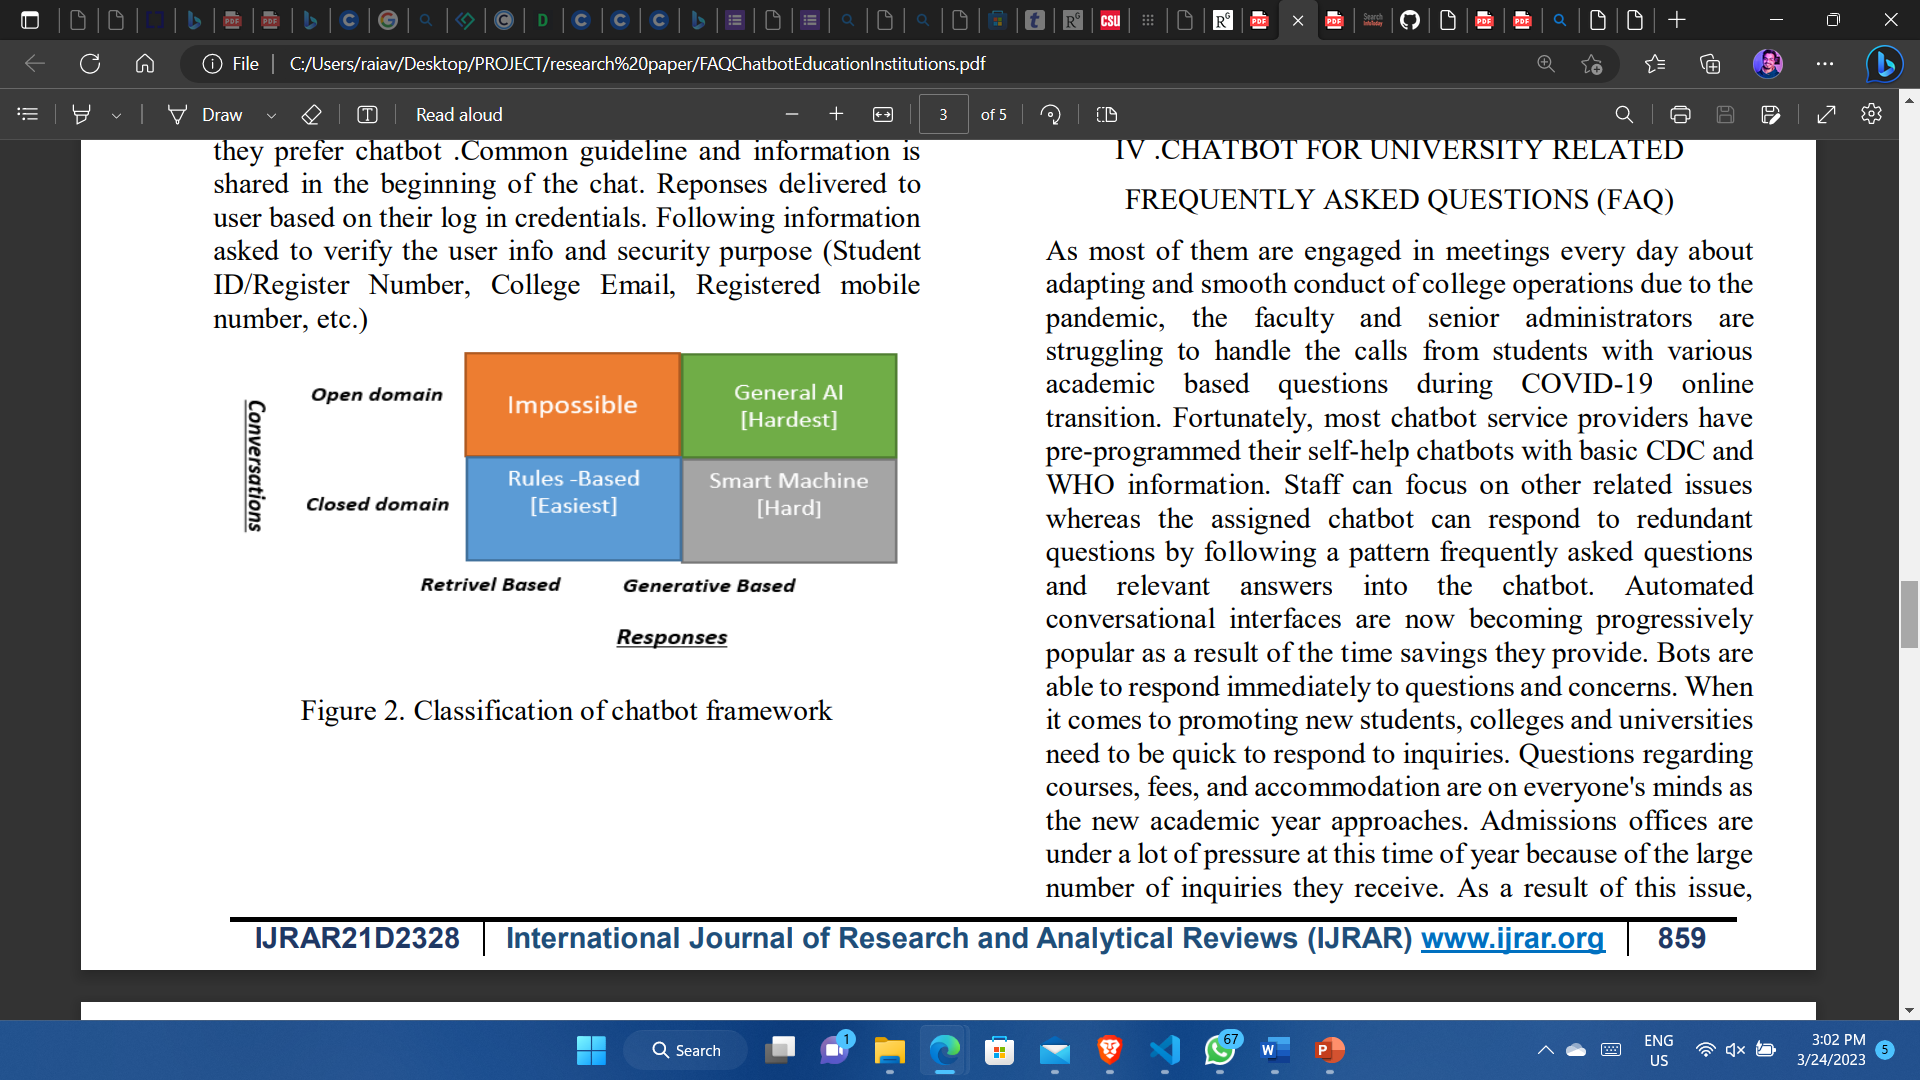 File
C:/Users/raiav/Desktop/PROJECT/research%20paper/FAQChatbotEducationInstitutions.pdf
Draw
Read aloud
3
of 5
they prefer chatbot .Common guideline and information is
shared in the beginning of the chat. Reponses delivered to
user based on their log in credentials. Following information
asked to verify the user info and security purpose (Student
ID/Register Number, College Email, Registered mobile
number, etc.)
Conversations
Open domain
Impossible
General AI
[Hardest]
Closed domain
Rules -Based
[Easiest]
Smart Machine
[Hard]
Retrivel Based
Generative Based
Responses
Figure 2. Classification of chatbot framework
IV .CHATBOT FOR UNIVERSITY RELATED
FREQUENTLY ASKED QUESTIONS (FAQ)
As most of them are engaged in meetings every day about
adapting and smooth conduct of college operations due to the
pandemic, the faculty and senior administrators are
struggling to handle the calls from students with various
academic based questions during COVID-19 online
transition. Fortunately, most chatbot service providers have
pre-programmed their self-help chatbots with basic CDC and
WHO information. Staff can focus on other related issues
whereas the assigned chatbot can respond to redundant
questions by following a pattern frequently asked questions
and relevant answers into the chatbot. Automated
conversational interfaces are now becoming progressively
popular as a result of the time savings they provide. Bots are
able to respond immediately to questions and concerns. When
it comes to promoting new students, colleges and universities
need to be quick to respond to inquiries. Questions regarding
courses, fees, and accommodation are on everyone's minds as
the new academic year approaches. Admissions offices are
under a lot of pressure at this time of year because of the large
number of inquiries they receive. As a result of this issue,
IJRAR21D2328
International Journal of Research and Analytical Reviews (IJRAR) www.ijrar.org
859
Search
1
67
ENG
US
3:02 PM
3/24/2023
5